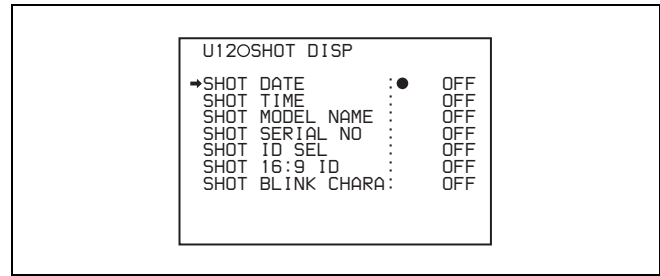 U12○SHOT DISP
➡SHOT DATE :● OFF
SHOT TIME : OFF
SHOT MODEL NAME : OFF
SHOT SERIAL NO : OFF
SHOT ID SEL : OFF
SHOT 16:9 ID : OFF
SHOT BLINK CHARA: OFF